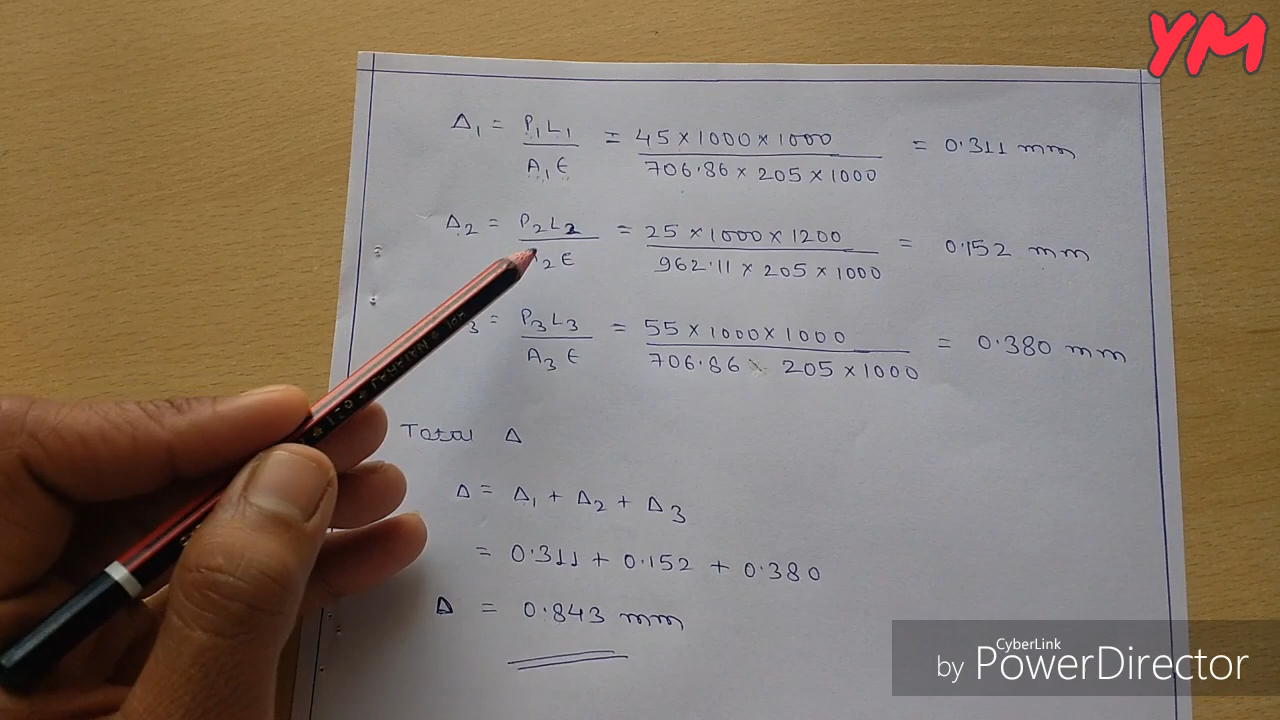 YM
Δ₁ = P₁L₁ / A₁E = 45 × 1000 × 1000 / 706.86 × 205 × 1000 = 0.311 mm
Δ₂ = P₂L₂ / A₂E = 25 × 1000 × 1200 / 962.11 × 205 × 1000 = 0.152 mm
₃ = P₃L₃ / A₃E = 55 × 1000 × 1000 / 706.86 × 205 × 1000 = 0.380 mm
Total Δ
Δ = Δ₁ + Δ₂ + Δ₃
= 0.311 + 0.152 + 0.380
Δ = 0.843 mm
CyberLink
by PowerDirector